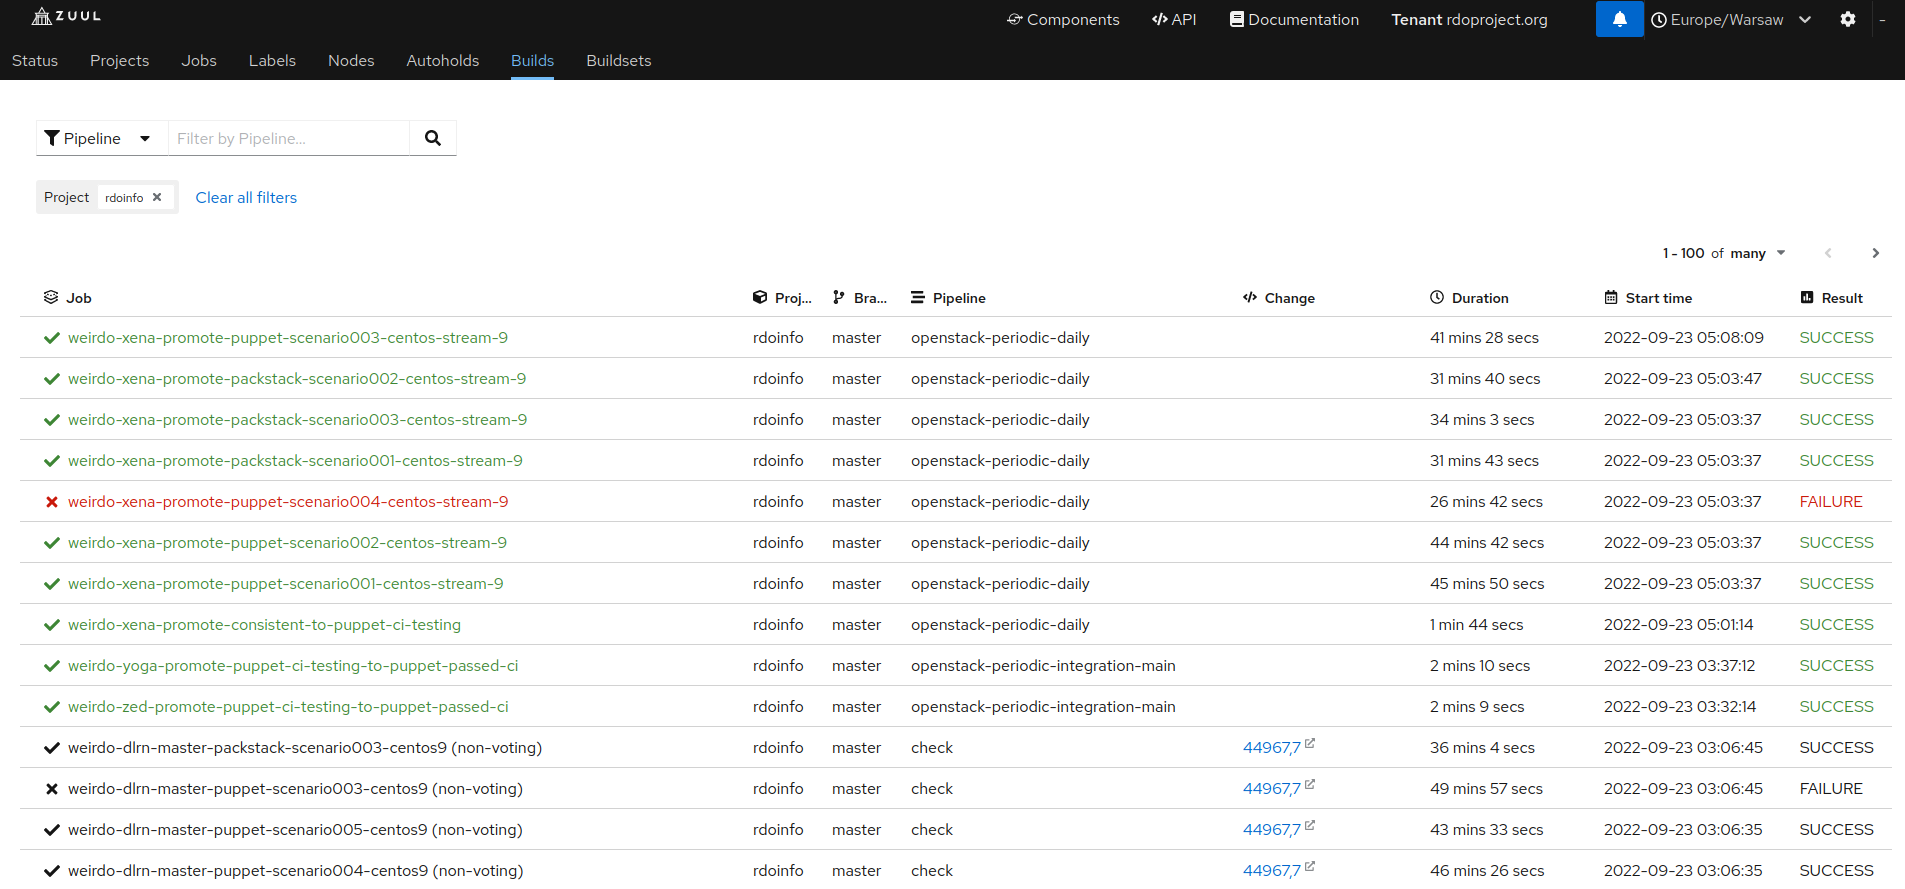 ZUUL Components API Documentation Tenant rdoproject.org Europe/Warsaw -
Status Projects Jobs Labels Nodes Autoholds Builds Buildsets
Pipeline Filter by Pipeline...
Project rdoinfo Clear all filters
1 - 100 of many
Job Proj... Bra... Pipeline Change Duration Start time Result
weirdo-xena-promote-puppet-scenario003-centos-stream-9 rdoinfo master openstack-periodic-daily 41 mins 28 secs 2022-09-23 05:08:09 SUCCESS
weirdo-xena-promote-packstack-scenario002-centos-stream-9 rdoinfo master openstack-periodic-daily 31 mins 40 secs 2022-09-23 05:03:47 SUCCESS
weirdo-xena-promote-packstack-scenario003-centos-stream-9 rdoinfo master openstack-periodic-daily 34 mins 3 secs 2022-09-23 05:03:37 SUCCESS
weirdo-xena-promote-packstack-scenario001-centos-stream-9 rdoinfo master openstack-periodic-daily 31 mins 43 secs 2022-09-23 05:03:37 SUCCESS
weirdo-xena-promote-puppet-scenario004-centos-stream-9 rdoinfo master openstack-periodic-daily 26 mins 42 secs 2022-09-23 05:03:37 FAILURE
weirdo-xena-promote-puppet-scenario002-centos-stream-9 rdoinfo master openstack-periodic-daily 44 mins 42 secs 2022-09-23 05:03:37 SUCCESS
weirdo-xena-promote-puppet-scenario001-centos-stream-9 rdoinfo master openstack-periodic-daily 45 mins 50 secs 2022-09-23 05:03:37 SUCCESS
weirdo-xena-promote-consistent-to-puppet-ci-testing rdoinfo master openstack-periodic-daily 1 min 44 secs 2022-09-23 05:01:14 SUCCESS
weirdo-yoga-promote-puppet-ci-testing-to-puppet-passed-ci rdoinfo master openstack-periodic-integration-main 2 mins 10 secs 2022-09-23 03:37:12 SUCCESS
weirdo-zed-promote-puppet-ci-testing-to-puppet-passed-ci rdoinfo master openstack-periodic-integration-main 2 mins 9 secs 2022-09-23 03:32:14 SUCCESS
weirdo-dlrn-master-packstack-scenario003-centos9 (non-voting) rdoinfo master check 44967,7 36 mins 4 secs 2022-09-23 03:06:45 SUCCESS
weirdo-dlrn-master-puppet-scenario003-centos9 (non-voting) rdoinfo master check 44967,7 49 mins 57 secs 2022-09-23 03:06:45 FAILURE
weirdo-dlrn-master-puppet-scenario005-centos9 (non-voting) rdoinfo master check 44967,7 43 mins 33 secs 2022-09-23 03:06:35 SUCCESS
weirdo-dlrn-master-puppet-scenario004-centos9 (non-voting) rdoinfo master check 44967,7 46 mins 26 secs 2022-09-23 03:06:35 SUCCESS